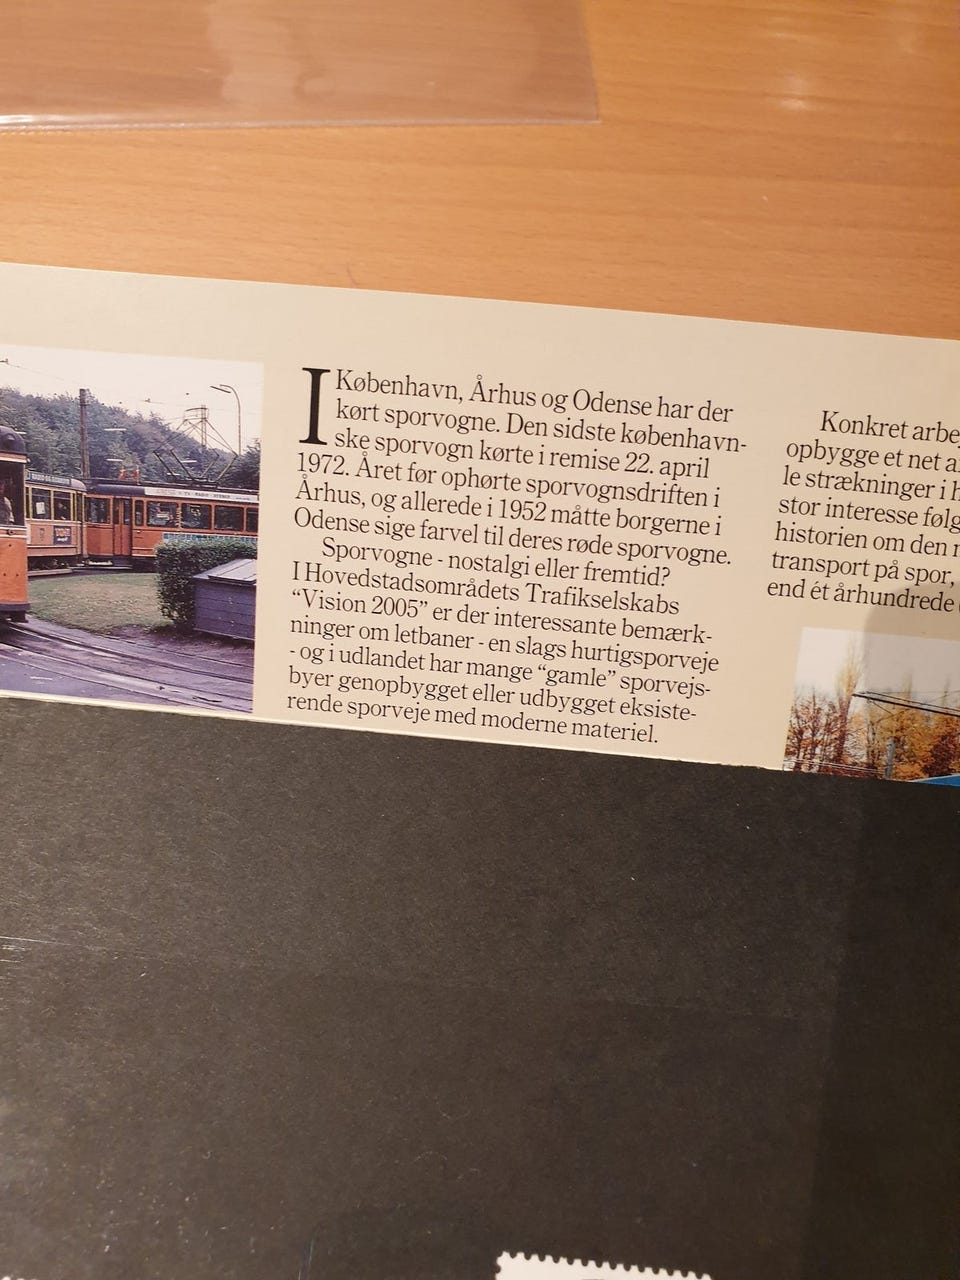 I København, Århus og Odense har der
kørt sporvogne. Den sidste københavn-
ske sporvogn kørte i remise 22. april
1972. Året før ophørte sporvognsdriften i
Århus, og allerede i 1952 måtte borgerne i
Odense sige farvel til deres røde sporvogne.
Sporvogne - nostalgi eller fremtid?
I Hovedstadsområdets Trafikselskabs
“Vision 2005” er der interessante bemærk-
ninger om letbaner - en slags hurtigsporveje
- og i udlandet har mange “gamle” sporvejs-
byer genopbygget eller udbygget eksiste-
rende sporveje med moderne materiel.
Konkret arbej
opbygge et net a
le strækninger i h
stor interesse følg
historien om den n
transport på spor,
end ét århundrede